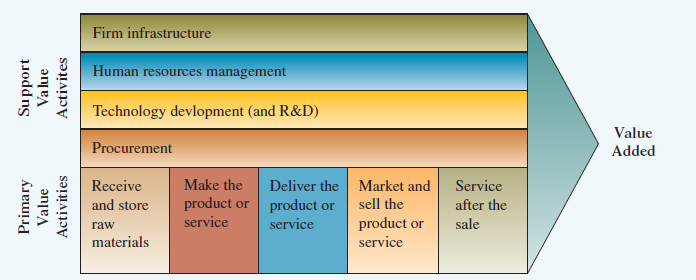 Support
Value
Activites
Firm infrastructure
Human resources management
Technology devlopment (and R&D)
Procurement
Value
Added
Primary
Value
Activities
Receive
and store
raw
materials
Make the
product or
service
Deliver the
product or
service
Market and
sell the
product or
service
Service
after the
sale